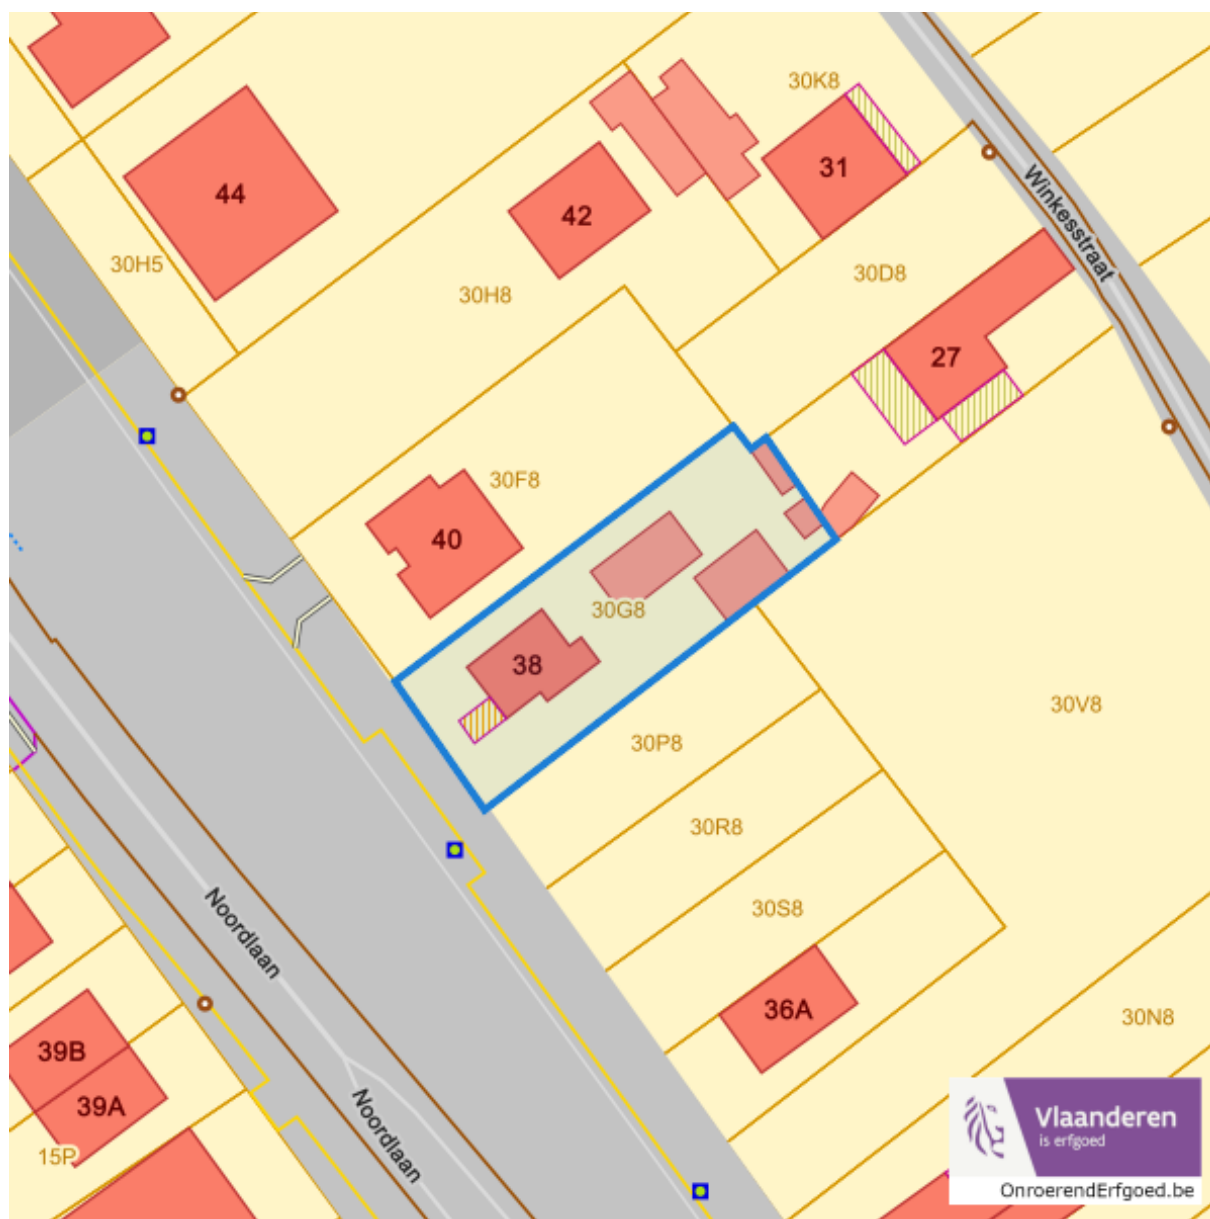 30K8
31
44
42
Winkesstraat
30H5
30D8
30H8
27
30F8
40
30G8
38
30V8
30P8
30R8
30S8
Noordlaan
36A
30N8
39B
39A
Noordlaan
15P
Vlaanderen
is erfgoed
OnroerendErfgoed.be